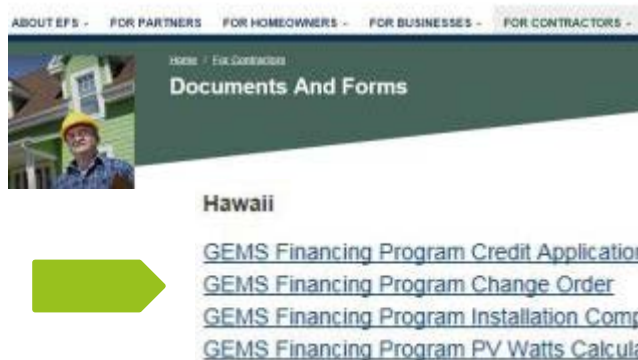 ABOUT EFS - FOR PARTNERS FOR HOMEOWNERS - FOR BUSINESSES - FOR CONTRACTORS -
Home / For Contractors
Documents And Forms
Hawaii
GEMS Financing Program Credit Application
GEMS Financing Program Change Order
GEMS Financing Program Installation
GEMS Financing Program PV Watts